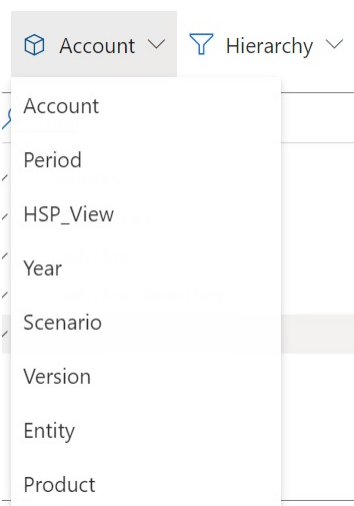 Account Hierarchy
Account
Period
HSP_View
Year
Scenario
Version
Entity
Product